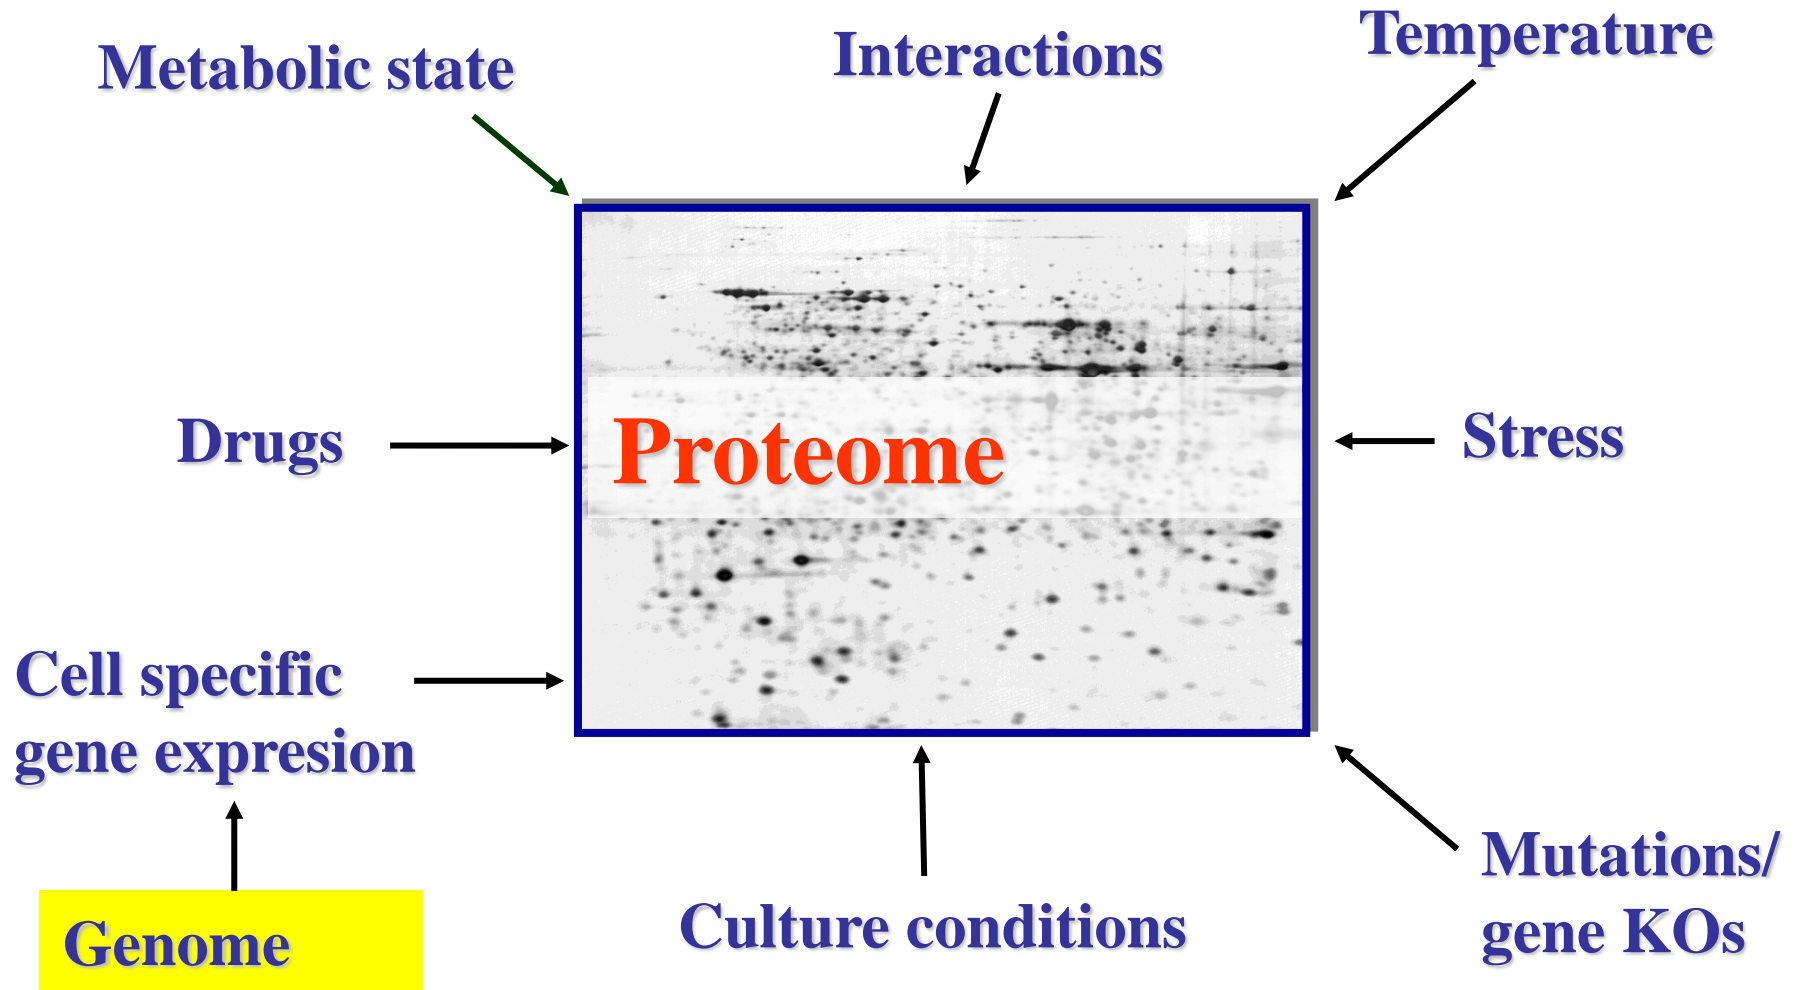 Metabolic state
Interactions
Temperature
Drugs
Proteome
Stress
Cell specific
gene expresion
Genome
Culture conditions
Mutations/
gene KOs